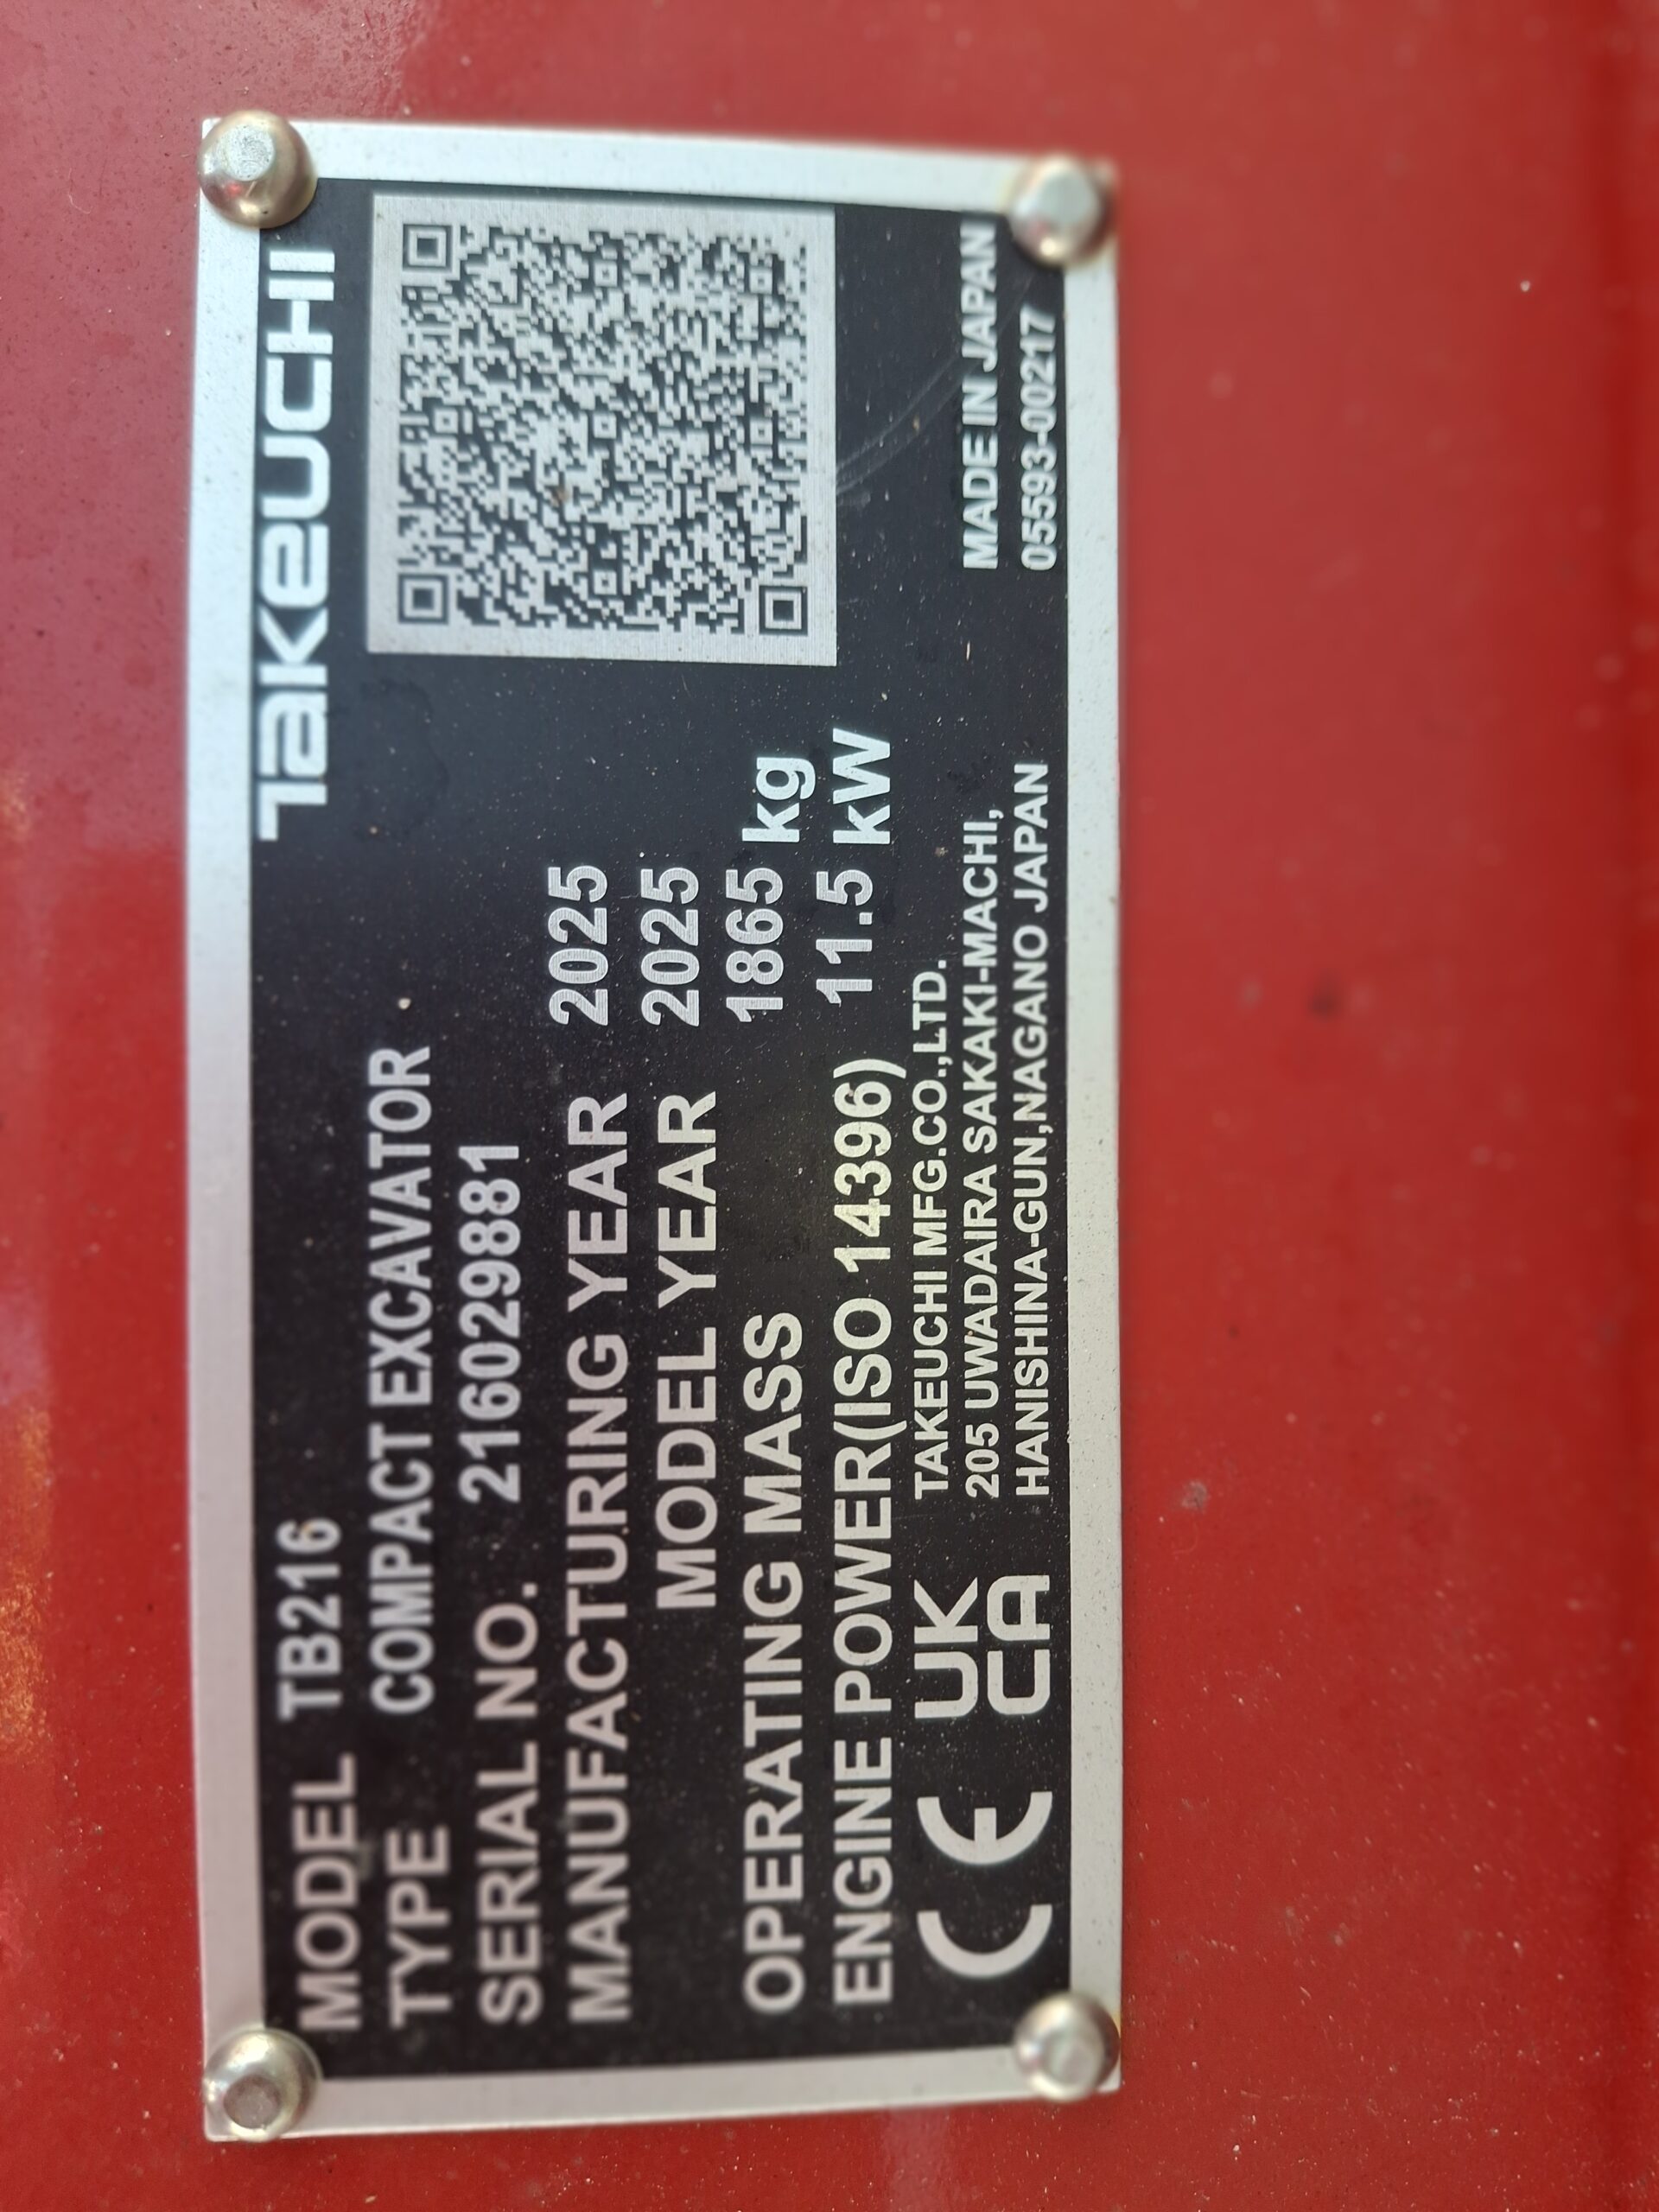 TAKEUCHI
MODEL TB216
TYPE COMPACT EXCAVATOR
SERIAL NO. 216029881
MANUFACTURING YEAR 2025
MODEL YEAR 2025
OPERATING MASS 1865 kg
ENGINE POWER(ISO 14396) 11.5 kW
CE UK CA
TAKEUCHI MFG.CO.,LTD.
205 UWADAIRA SAKAKI-MACHI,
HANISHINA-GUN,NAGANO JAPAN
MADE IN JAPAN
05593-00217